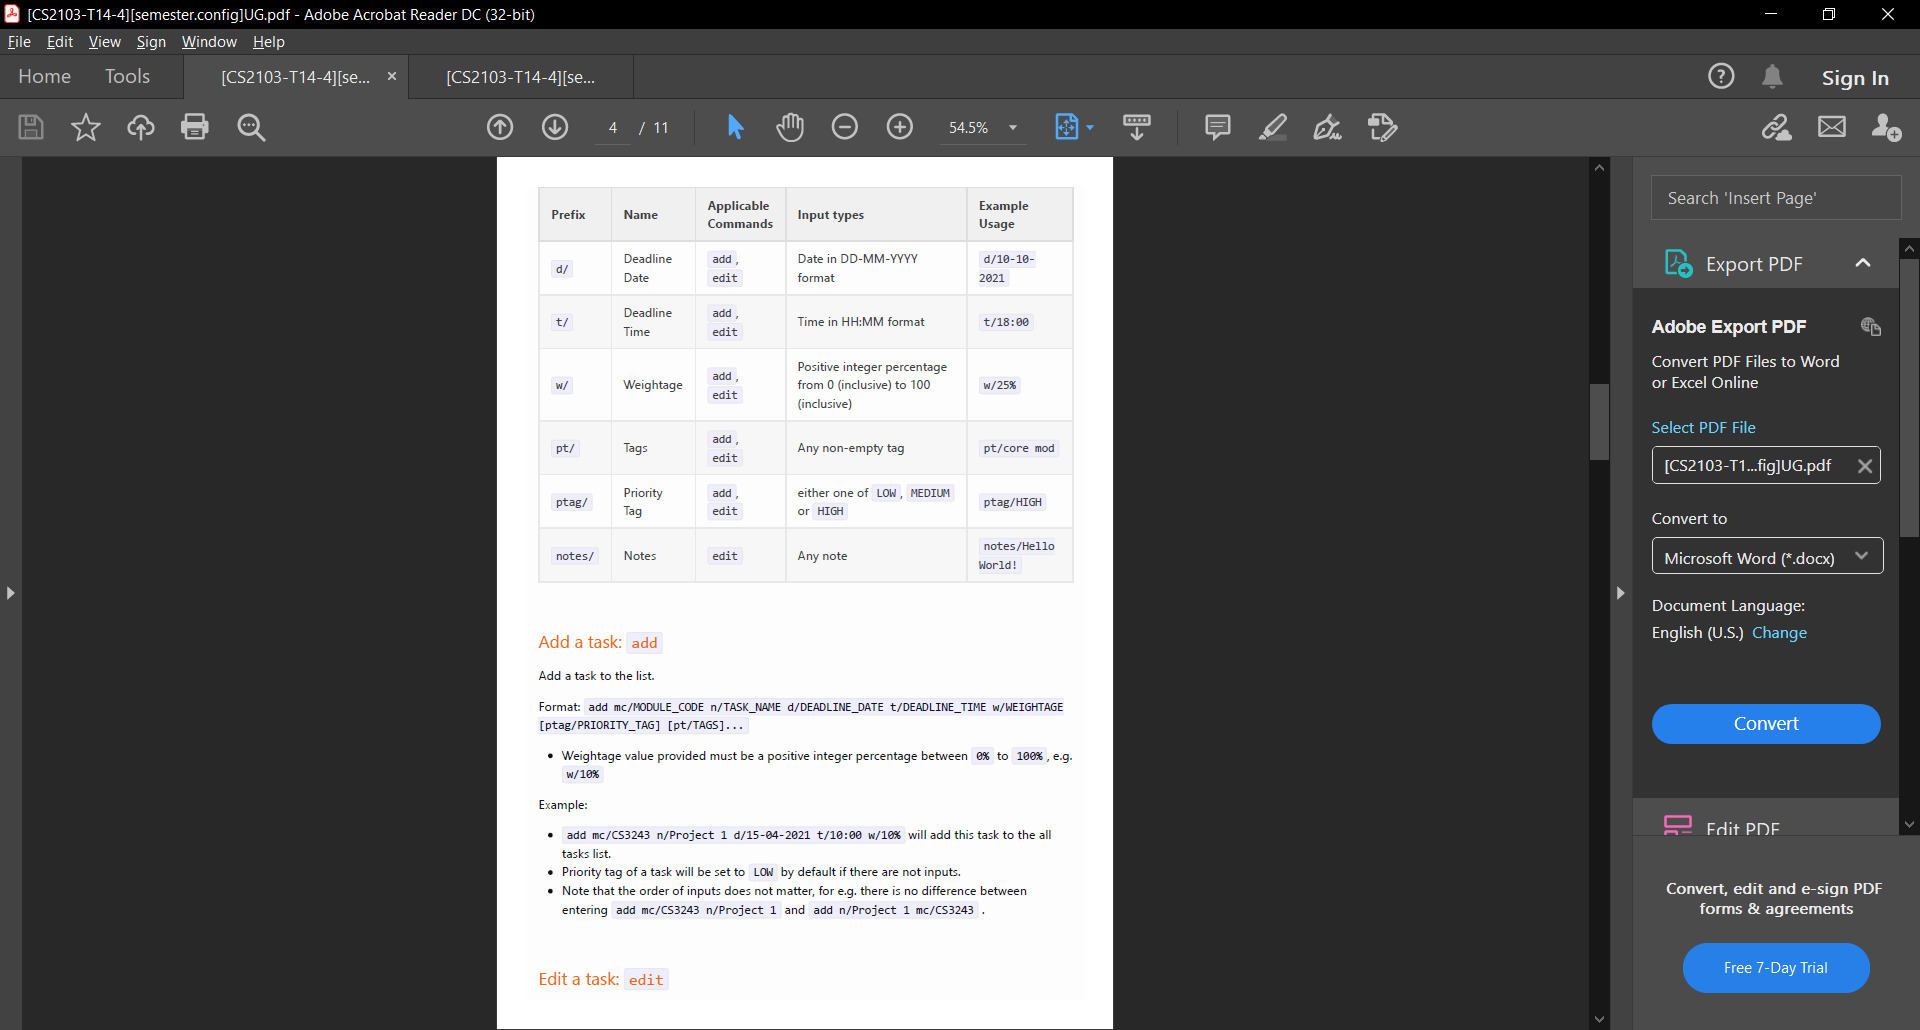 [CS2103-T14-4][semester.config]UG.pdf - Adobe Acrobat Reader DC (32-bit)
File Edit View Sign Window Help
Home Tools [CS2103-T14-4][se... × [CS2103-T14-4][se... Sign In
4 / 11 54.5%
Prefix Name Applicable Commands Input types Example Usage
d/ Deadline Date add, edit Date in DD-MM-YYYY format d/10-10-2021
t/ Deadline Time add, edit Time in HH:MM format t/18:00
w/ Weightage add, edit Positive integer percentage from 0 (inclusive) to 100 (inclusive) w/25%
pt/ Tags add, edit Any non-empty tag pt/core mod
ptag/ Priority Tag add, edit either one of LOW, MEDIUM or HIGH ptag/HIGH
notes/ Notes edit Any note notes/Hello World!
Add a task: add
Add a task to the list.
Format: add mc/MODULE_CODE n/TASK_NAME d/DEADLINE_DATE t/DEADLINE_TIME w/WEIGHTAGE
[ptag/PRIORITY_TAG] [pt/TAGS]...
• Weightage value provided must be a positive integer percentage between 0% to 100%, e.g.
w/10%
Example:
• add mc/CS3243 n/Project 1 d/15-04-2021 t/10:00 w/10% will add this task to the all
tasks list.
• Priority tag of a task will be set to LOW by default if there are not inputs.
• Note that the order of inputs does not matter, for e.g. there is no difference between
entering add mc/CS3243 n/Project 1 and add n/Project 1 mc/CS3243 .
Edit a task: edit
Search 'Insert Page'
Export PDF
Adobe Export PDF
Convert PDF Files to Word
or Excel Online
Select PDF File
[CS2103-T1...fig]UG.pdf
Convert to
Microsoft Word (*.docx)
Document Language:
English (U.S.) Change
Convert
Edit PDF
Convert, edit and e-sign PDF
forms & agreements
Free 7-Day Trial